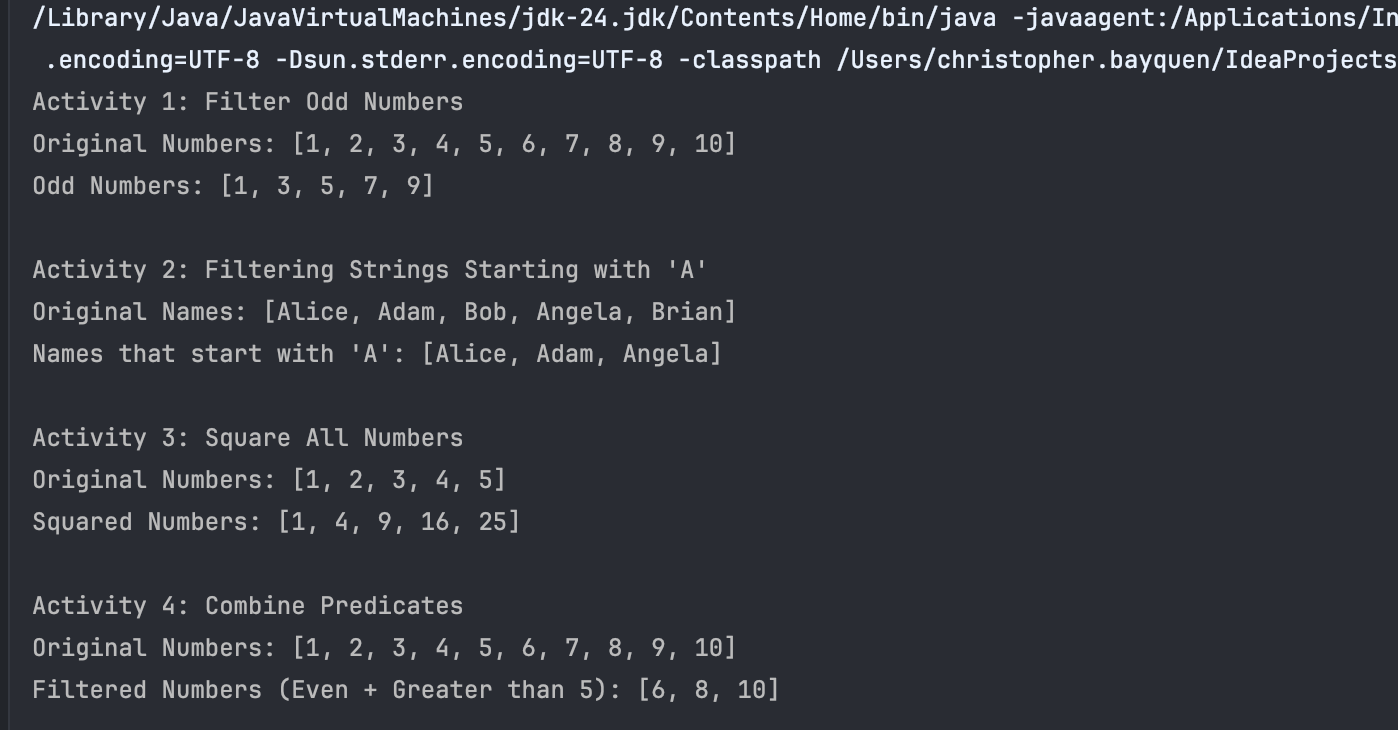 /Library/Java/JavaVirtualMachines/jdk-24.jdk/Contents/Home/bin/java -javaagent:/Applications/In
.encoding=UTF-8 -Dsun.stderr.encoding=UTF-8 -classpath /Users/christopher.bayquen/IdeaProjects
Activity 1: Filter Odd Numbers
Original Numbers: [1, 2, 3, 4, 5, 6, 7, 8, 9, 10]
Odd Numbers: [1, 3, 5, 7, 9]
Activity 2: Filtering Strings Starting with 'A'
Original Names: [Alice, Adam, Bob, Angela, Brian]
Names that start with 'A': [Alice, Adam, Angela]
Activity 3: Square All Numbers
Original Numbers: [1, 2, 3, 4, 5]
Squared Numbers: [1, 4, 9, 16, 25]
Activity 4: Combine Predicates
Original Numbers: [1, 2, 3, 4, 5, 6, 7, 8, 9, 10]
Filtered Numbers (Even + Greater than 5): [6, 8, 10]